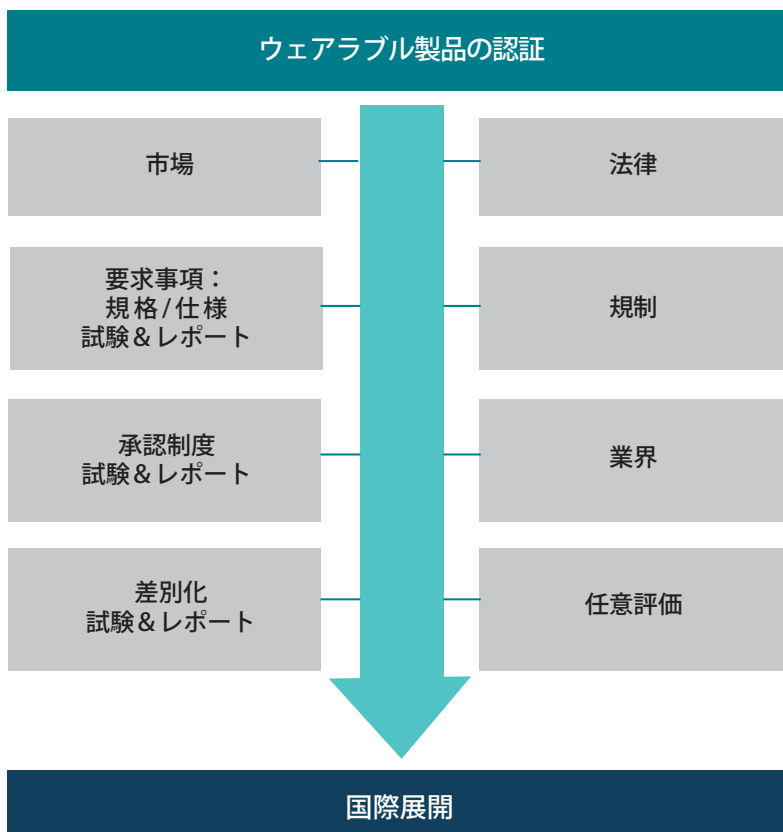 ウェアラブル製品の認証
市場
法律
要求事項：
規格/仕様
試験＆レポート
規制
承認制度
試験＆レポート
業界
差別化
試験＆レポート
任意評価
国際展開